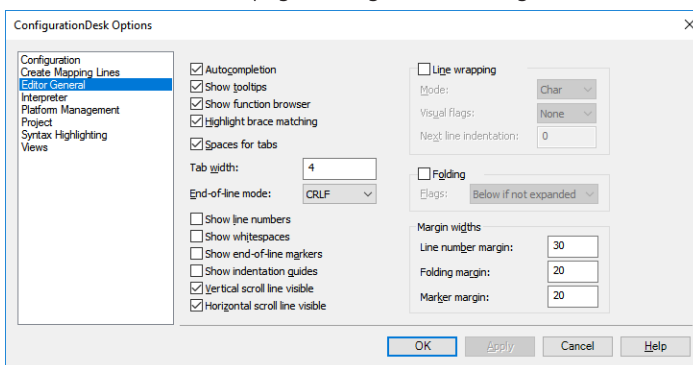 ConfigurationDesk Options
Configuration
Create Mapping Lines
Editor General
Interpreter
Platform Management
Project
Syntax Highlighting
Views
Autocompletion
Show tooltips
Show function browser
Highlight brace matching
Spaces for tabs
Tab width: 4
End-of-line mode: CRLF
Show line numbers
Show whitespaces
Show end-of-line markers
Show indentation guides
Vertical scroll line visible
Horizontal scroll line visible
Line wrapping
Mode: Char
Visual flags: None
Next line indentation: 0
Folding
Flags: Below if not expanded
Margin widths
Line number margin: 30
Folding margin: 20
Marker margin: 20
OK Apply Cancel Help